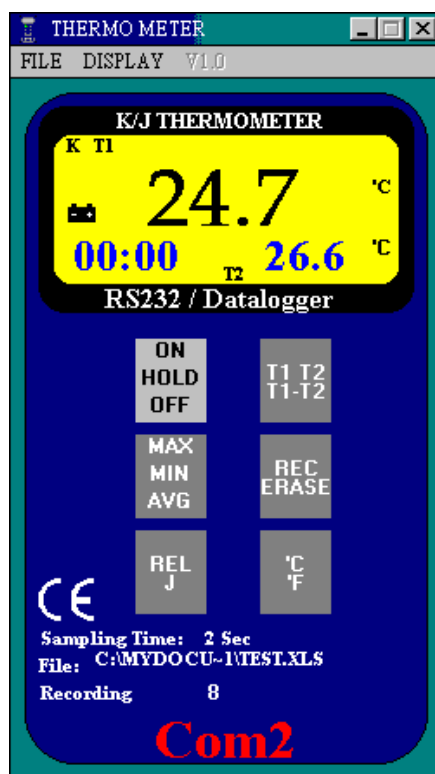 THERMO METER
FILE DISPLAY V1.0
K/J THERMOMETER
K T1
24.7 °C
00:00 T2 26.6 °C
RS232 / Datalogger
ON
HOLD
OFF
T1 T2
T1-T2
MAX
MIN
AVG
REC
ERASE
REL
J
°C
°F
CE
Sampling Time: 2 Sec
File: C:\MYDOCU~1\TEST.XLS
Recording 8
Com2